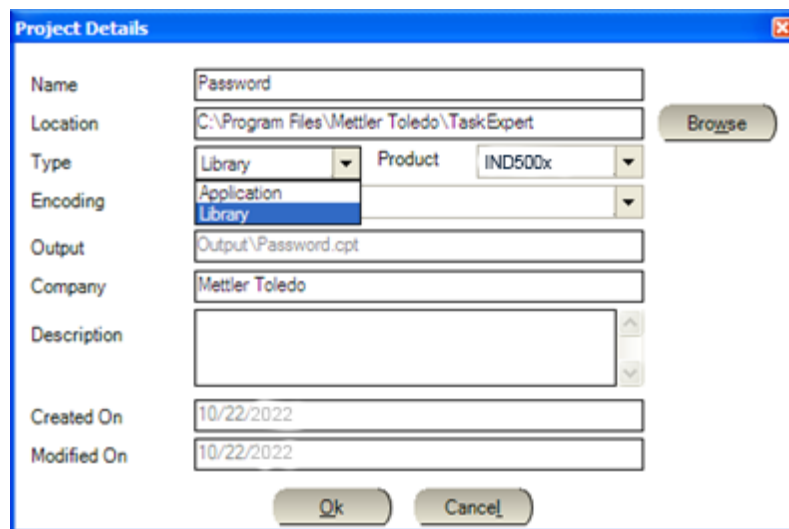 Project Details
Name Password
Location C:\Program Files\Mettler Toledo\TaskExpert Browse
Type Library Product IND500x
Application
Encoding
Library
Output Output\Password.cpt
Company Mettler Toledo
Description
Created On 10/22/2022
Modified On 10/22/2022
Ok Cancel